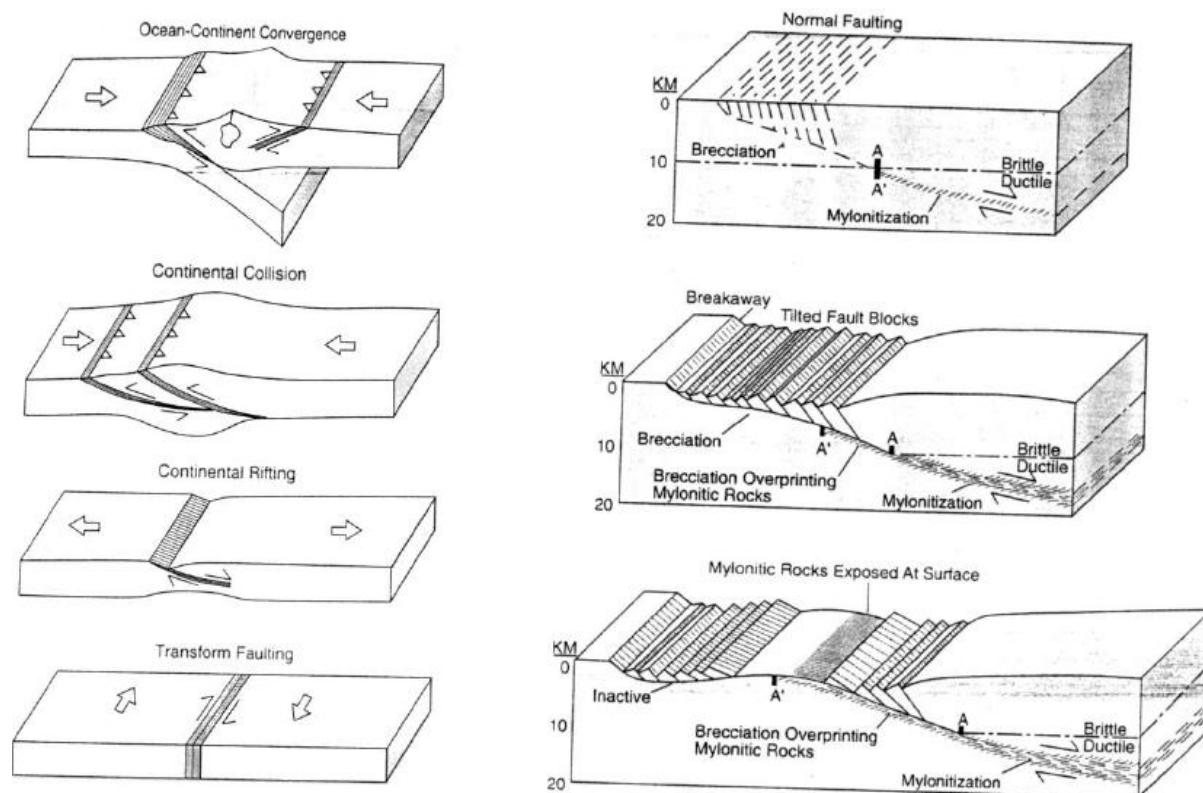 Ocean-Continent Convergence
Continental Collision
Continental Rifting
Transform Faulting
Normal Faulting
KM
0
10
20
Brecciation
A
A'
Brittle
Ductile
Mylonitization
Breakaway
Tilted Fault Blocks
KM
0
10
20
Brecciation
A'
A
Brecciation Overprinting
Mylonitic Rocks
Brittle
Ductile
Mylonitization
Mylonitic Rocks Exposed At Surface
KM
0
10
20
Inactive
A'
A
Brecciation Overprinting
Mylonitic Rocks
Brittle
Ductile
Mylonitization